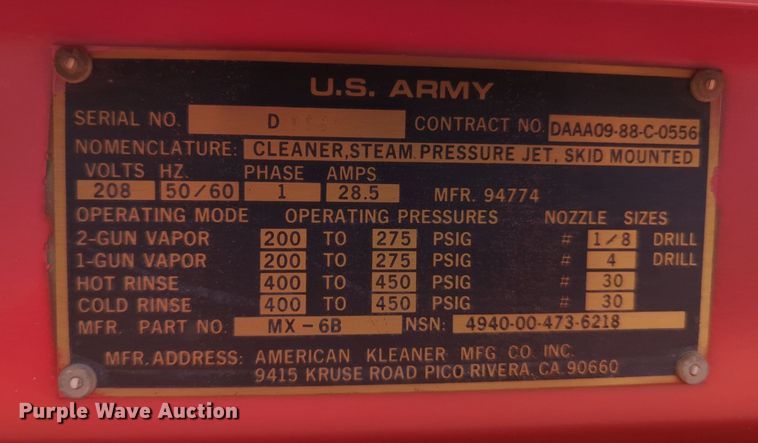 U.S. ARMY
SERIAL NO. D CONTRACT NO. DAAA09-88-C-0556
NOMENCLATURE: CLEANER, STEAM PRESSURE JET, SKID MOUNTED
VOLTS HZ. PHASE AMPS
208 50/60 1 28.5 MFR. 94774
OPERATING MODE OPERATING PRESSURES NOZZLE SIZES
2-GUN VAPOR 200 TO 275 PSIG # 1/8 DRILL
1-GUN VAPOR 200 TO 275 PSIG # 4 DRILL
HOT RINSE 400 TO 450 PSIG # 30
COLD RINSE 400 TO 450 PSIG # 30
MFR. PART NO. MX-6B NSN: 4940-00-473-6218
MFR. ADDRESS: AMERICAN KLEANER MFG. CO. INC.
9415 KRUSE ROAD PICO RIVERA, CA. 90660
Purple Wave Auction